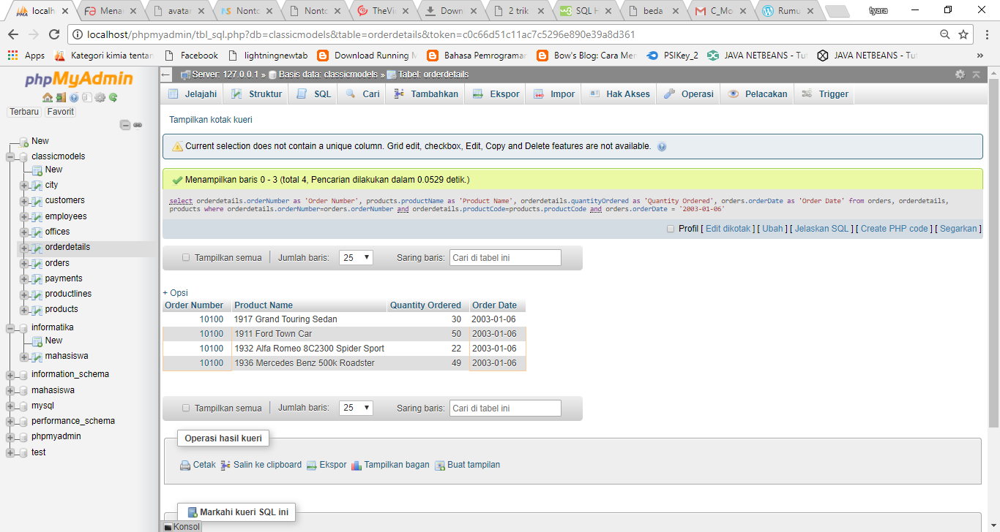 localh
Menar
avatar
Nonto
Nonto
TheVi
Down
2 trik
SQL H
beda
C_Mo
Rumu
tyara
localhost/phpmyadmin/tbl_sql.php?db=classicmodels&table=orderdetails&token=c0c66d51c11ac7c5296e890e39a8d361
Apps
Kategori kimia tentan
Facebook
lightningnewtab
Download Running M
Bahasa Pemrograman
Bow's Blog: Cara Mer
PSIKey_2
JAVA NETBEANS - Tut
JAVA NETBEANS - Tut
»
phpMyAdmin
Terbaru Favorit
New
classicmodels
New
city
customers
employees
offices
orderdetails
orders
payments
productlines
products
informatika
New
mahasiswa
information_schema
mahasiswa
mysql
performance_schema
phpmyadmin
test
Server: 127.0.0.1 » Basis data: classicmodels » Tabel: orderdetails
Jelajahi Struktur SQL Cari Tambahkan Ekspor Impor Hak Akses Operasi Pelacakan Trigger
Tampilkan kotak kueri
Current selection does not contain a unique column. Grid edit, checkbox, Edit, Copy and Delete features are not available.
Menampilkan baris 0 - 3 (total 4, Pencarian dilakukan dalam 0.0529 detik.)
select orderdetails.orderNumber as 'Order Number', products.productName as 'Product Name', orderdetails.quantityOrdered as 'Quantity Ordered', orders.orderDate as 'Order Date' from orders, orderdetails,
products where orderdetails.orderNumber=orders.orderNumber and orderdetails.productCode=products.productCode and orders.orderDate = '2003-01-06'
Profil [ Edit dikotak ] [ Ubah ] [ Jelaskan SQL ] [ Create PHP code ] [ Segarkan ]
Tampilkan semua Jumlah baris: 25 Saring baris: Cari di tabel ini
+ Opsi
Order Number Product Name Quantity Ordered Order Date
10100 1917 Grand Touring Sedan 30 2003-01-06
10100 1911 Ford Town Car 50 2003-01-06
10100 1932 Alfa Romeo 8C2300 Spider Sport 22 2003-01-06
10100 1936 Mercedes Benz 500k Roadster 49 2003-01-06
Tampilkan semua Jumlah baris: 25 Saring baris: Cari di tabel ini
Operasi hasil kueri
Cetak Salin ke clipboard Ekspor Tampilkan bagan Buat tampilan
Markahi kueri SQL ini
Konsol